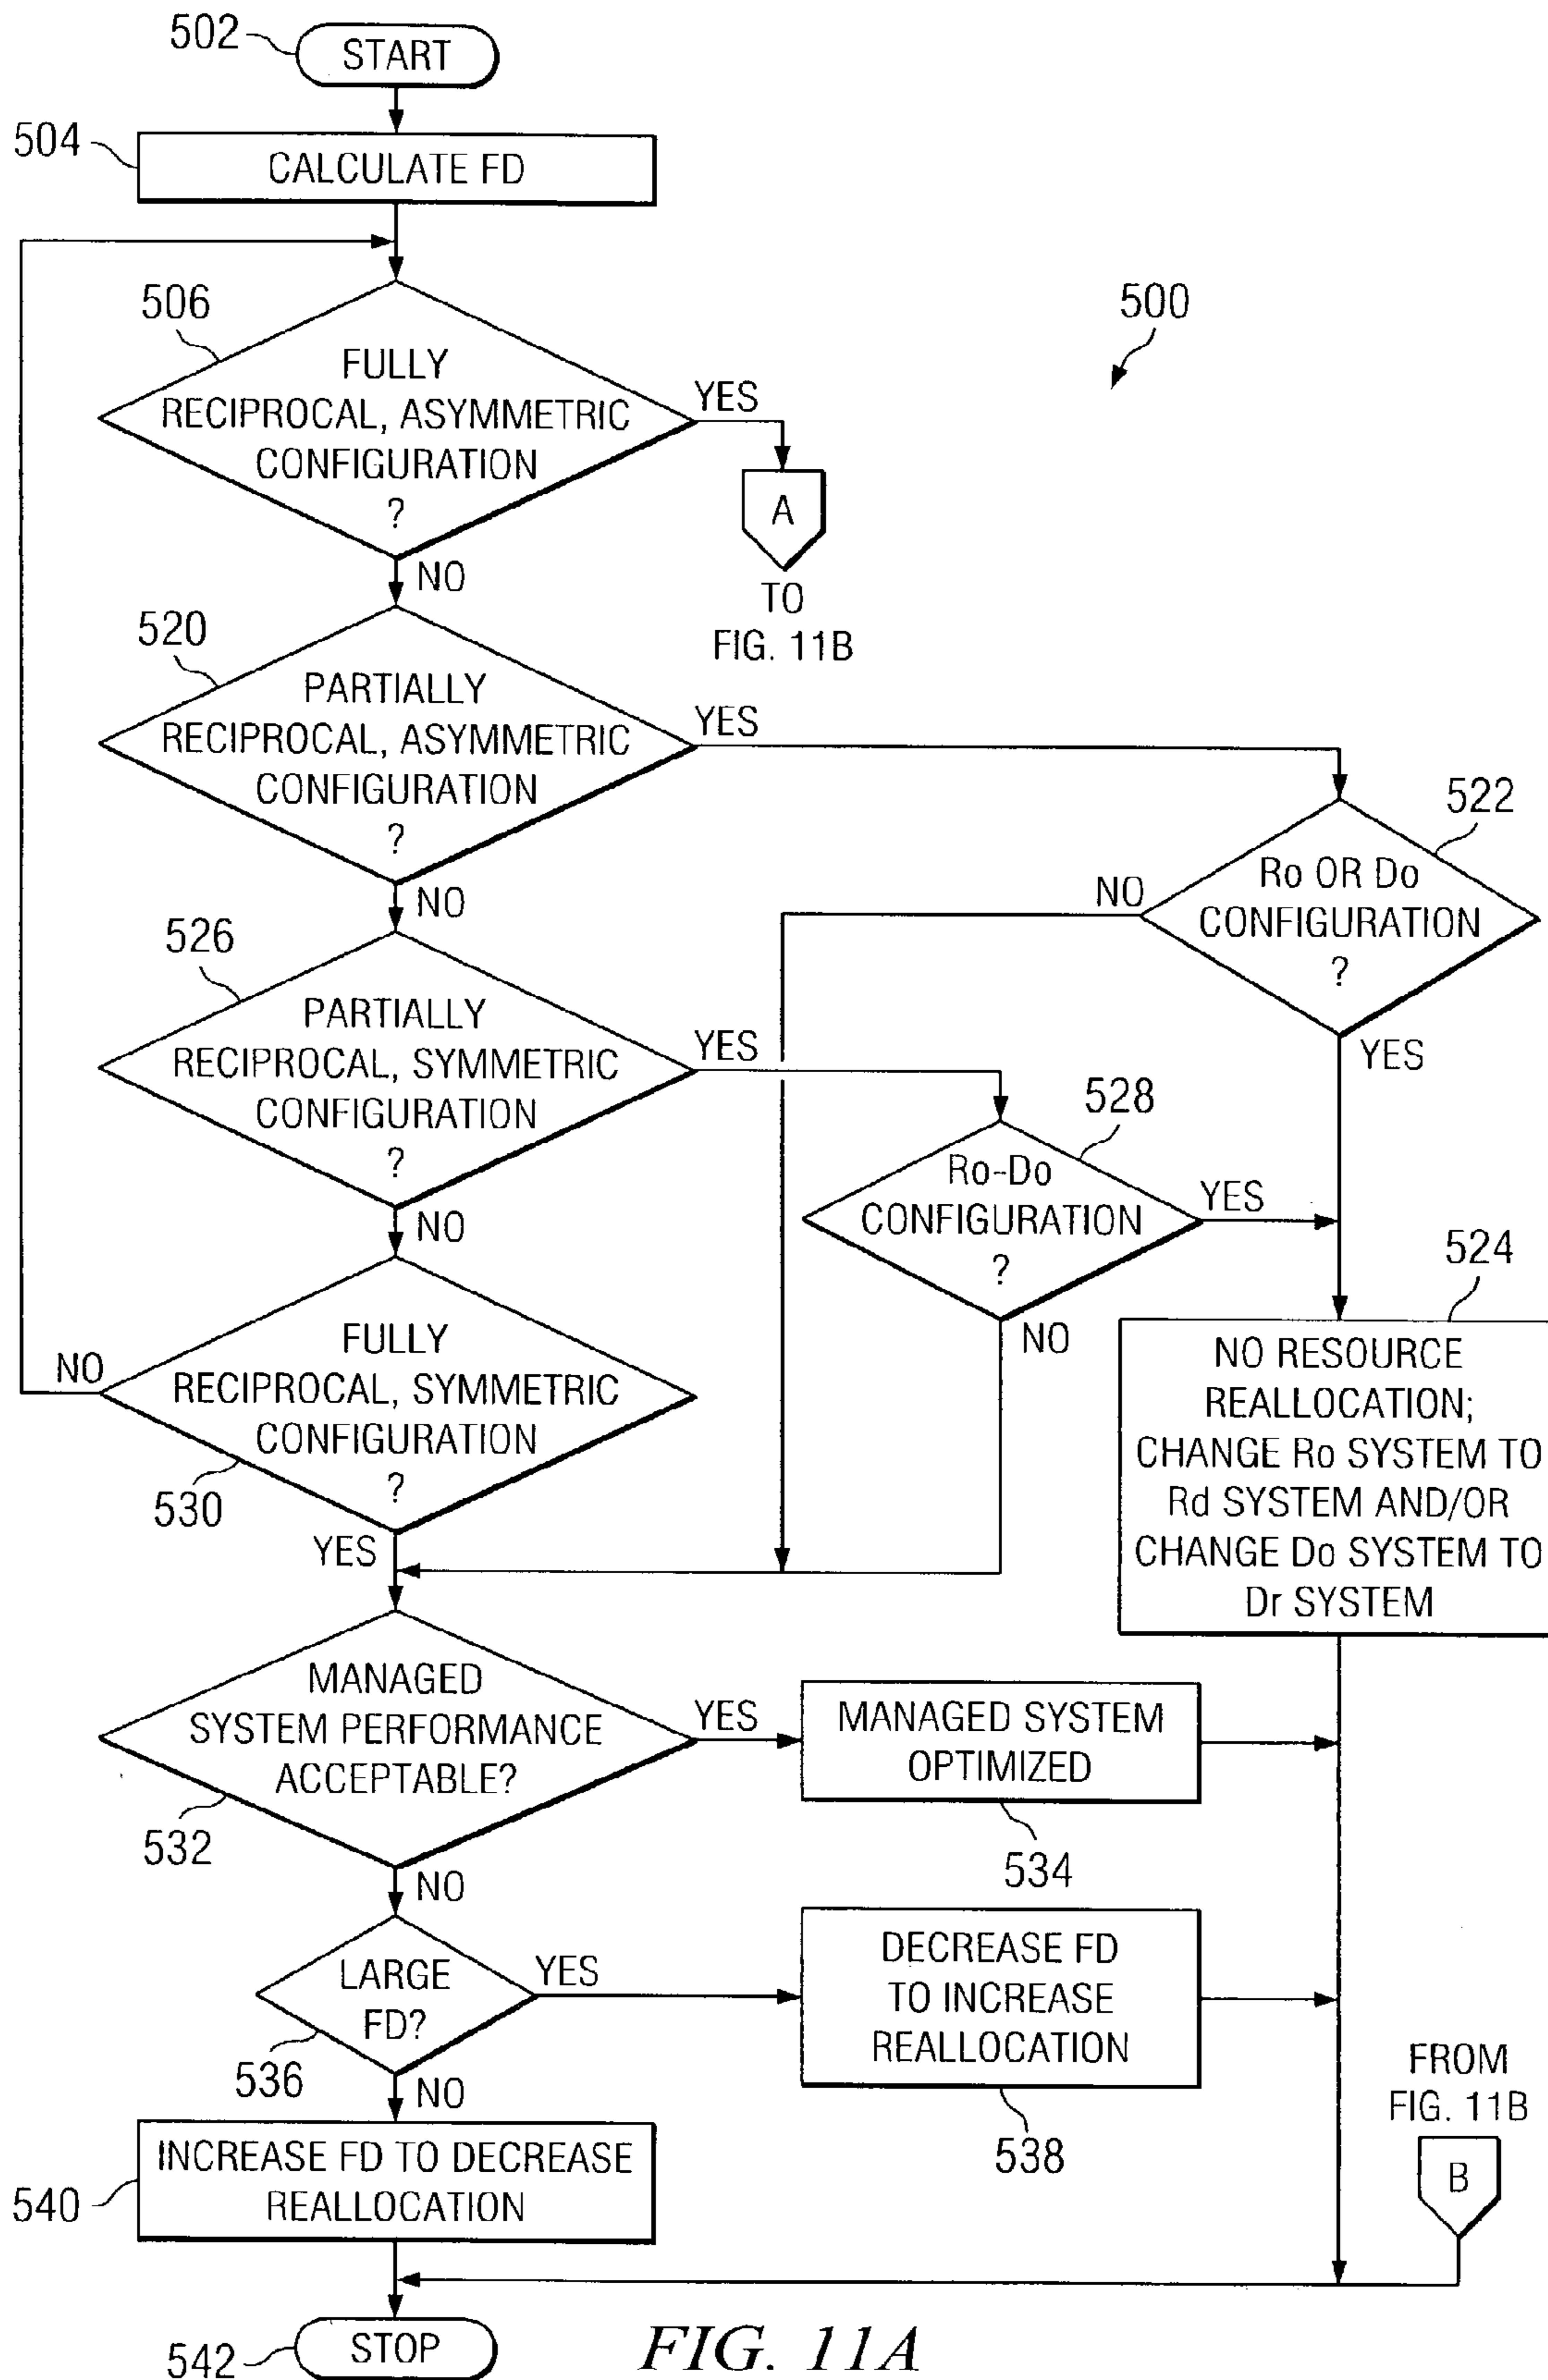 502
START
504
CALCULATE FD
506
FULLY
RECIPROCAL, ASYMMETRIC
CONFIGURATION
?
YES
500
A
TO
FIG. 11B
NO
520
PARTIALLY
RECIPROCAL, ASYMMETRIC
CONFIGURATION
?
YES
522
Ro OR Do
CONFIGURATION
?
NO
YES
NO
526
PARTIALLY
RECIPROCAL, SYMMETRIC
CONFIGURATION
?
YES
528
Ro-Do
CONFIGURATION
?
YES
NO
NO
524
NO RESOURCE
REALLOCATION;
CHANGE Ro SYSTEM TO
Rd SYSTEM AND/OR
CHANGE Do SYSTEM TO
Dr SYSTEM
FULLY
RECIPROCAL, SYMMETRIC
CONFIGURATION
?
NO
530
YES
MANAGED
SYSTEM PERFORMANCE
ACCEPTABLE?
532
YES
MANAGED SYSTEM
OPTIMIZED
534
NO
LARGE
FD?
536
YES
DECREASE FD
TO INCREASE
REALLOCATION
538
NO
FROM
FIG. 11B
B
INCREASE FD TO DECREASE
REALLOCATION
540
STOP
542
FIG. 11A